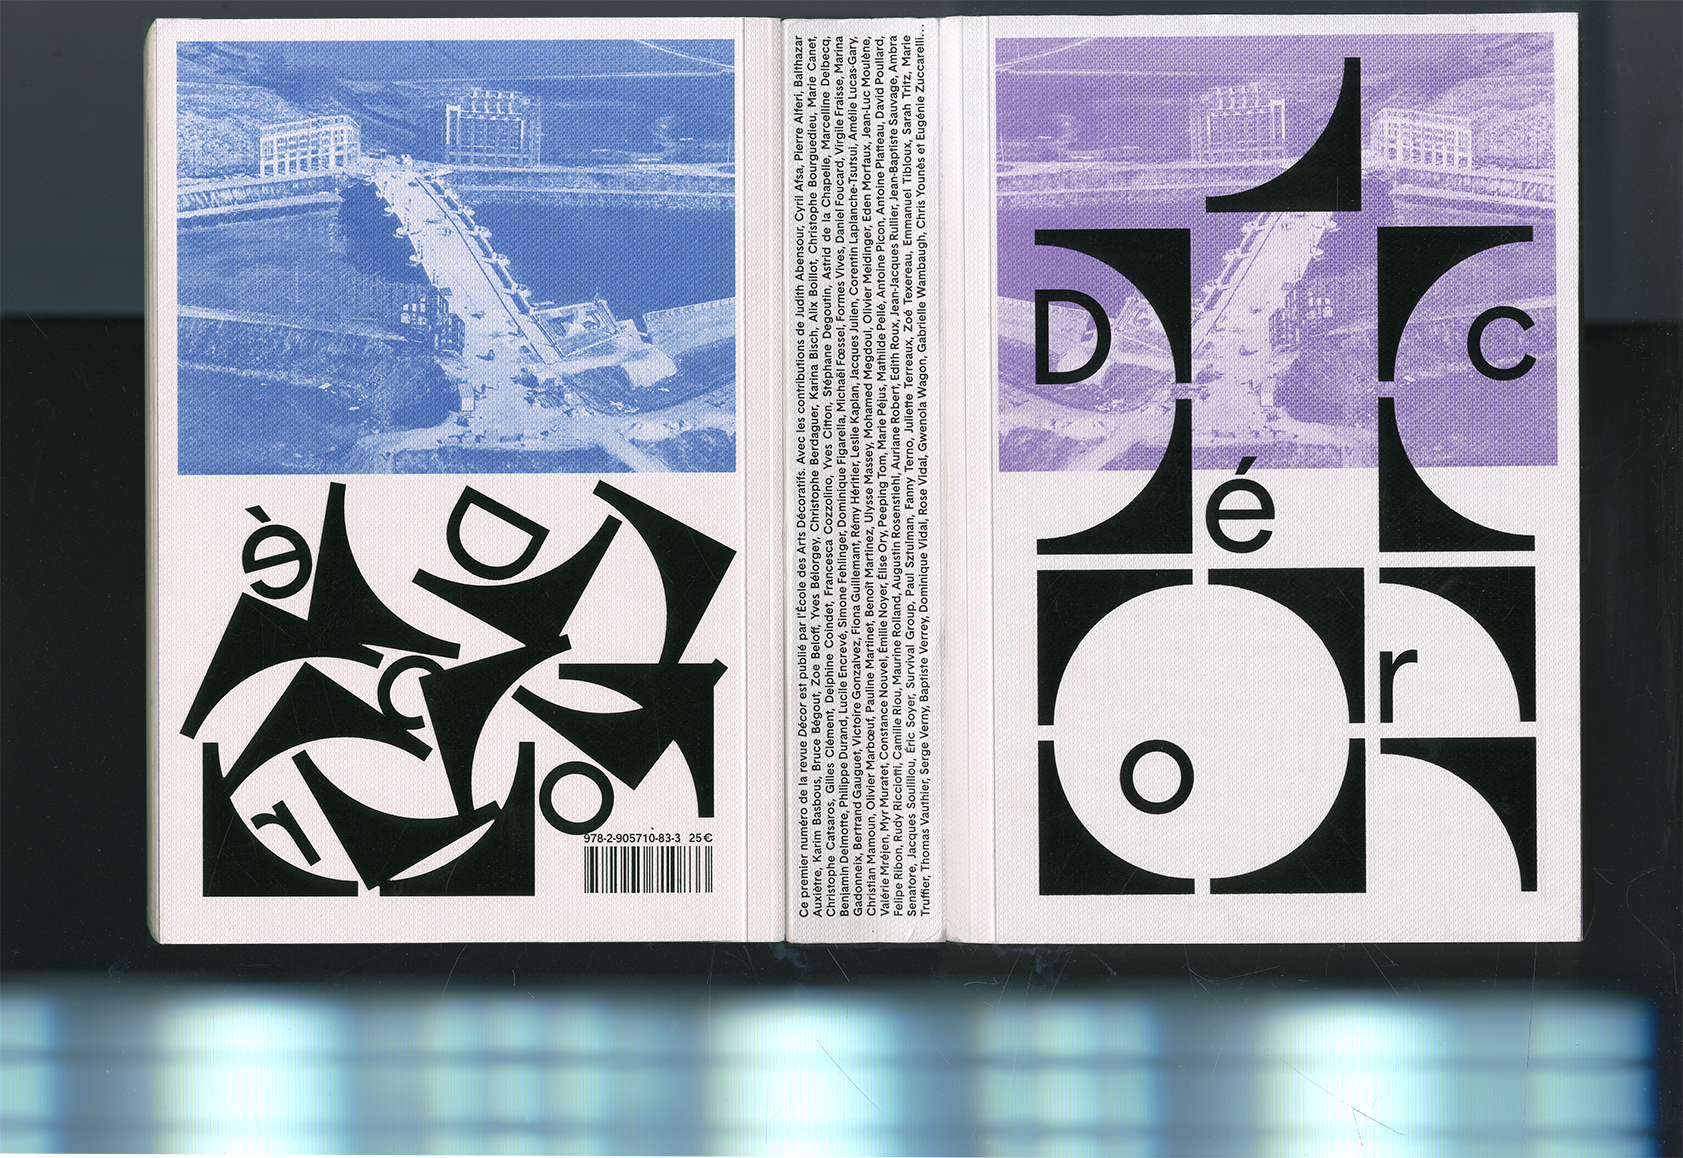 é
D
c
r
o
978-2-905710-83-3 25€
Ce premier numéro de la revue Décor est publié par l'École des Arts Décoratifs. Avec les contributions de Judith Abensour, Cyril Afsa, Pierre Alferi, Balthazar
Auxiètre, Karim Basbous, Bruce Bégout, Zoe Beloff, Yves Bélorgey, Christophe Berdaguer, Karina Bisch, Alix Boillot, Christophe Bourguedieu, Marie Canet,
Christophe Catsaros, Gilles Clément, Delphine Coindet, Francesca Cozzolino, Yves Citton, Stéphane Degoutin, Astrid de la Chapelle, Marcelline Delbecq,
Benjamin Delmotte, Philippe Durand, Lucile Encrevé, Simone Fehlinger, Dominique Figarella, Michaël Fœssel, Formes Vives, Daniel Foucard, Virgile Fraisse, Marina
Gadonneix, Bertrand Gauguet, Victoire Gonzalvez, Fiona Guillemant, Rémy Héritier, Leslie Kaplan, Jacques Julien, Corentin Laplanche-Tsutsui, Amélie Lucas-Gary,
Christian Mamoun, Olivier Marbœuf, Pauline Martinet, Benoît Martinez, Ulysse Massey, Mohamed Megdoul, Olivier Meidinger, Eden Morfaux, Jean-Luc Moulène,
Valérie Mréjen, Myr Muratet, Constance Nouvel, Émilie Noyer, Élise Ory, Peeping Tom, Marie Péjus, Mathilde Pellé, Antoine Picon, Antoine Platteau, David Poullard,
Felipe Ribon, Rudy Ricciotti, Camille Riou, Maurine Rolland, Augustin Rosenstiehl, Auriane Robert, Edith Roux, Jean-Jacques Rullier, Jean-Baptiste Sauvage, Ambra
Senatore, Jacques Soulillou, Éric Soyer, Survival Group, Paul Sztulman, Fanny Terno, Juliette Terreaux, Zoé Texereau, Emmanuel Tibloux, Sarah Tritz, Marie
Truffier, Thomas Vauthier, Serge Verny, Baptiste Verrey, Dominique Vidal, Rose Vidal, Gwenola Wagon, Gabrielle Wambaugh, Chris Younès et Eugénie Zuccarelli...
D
c
é
r
o